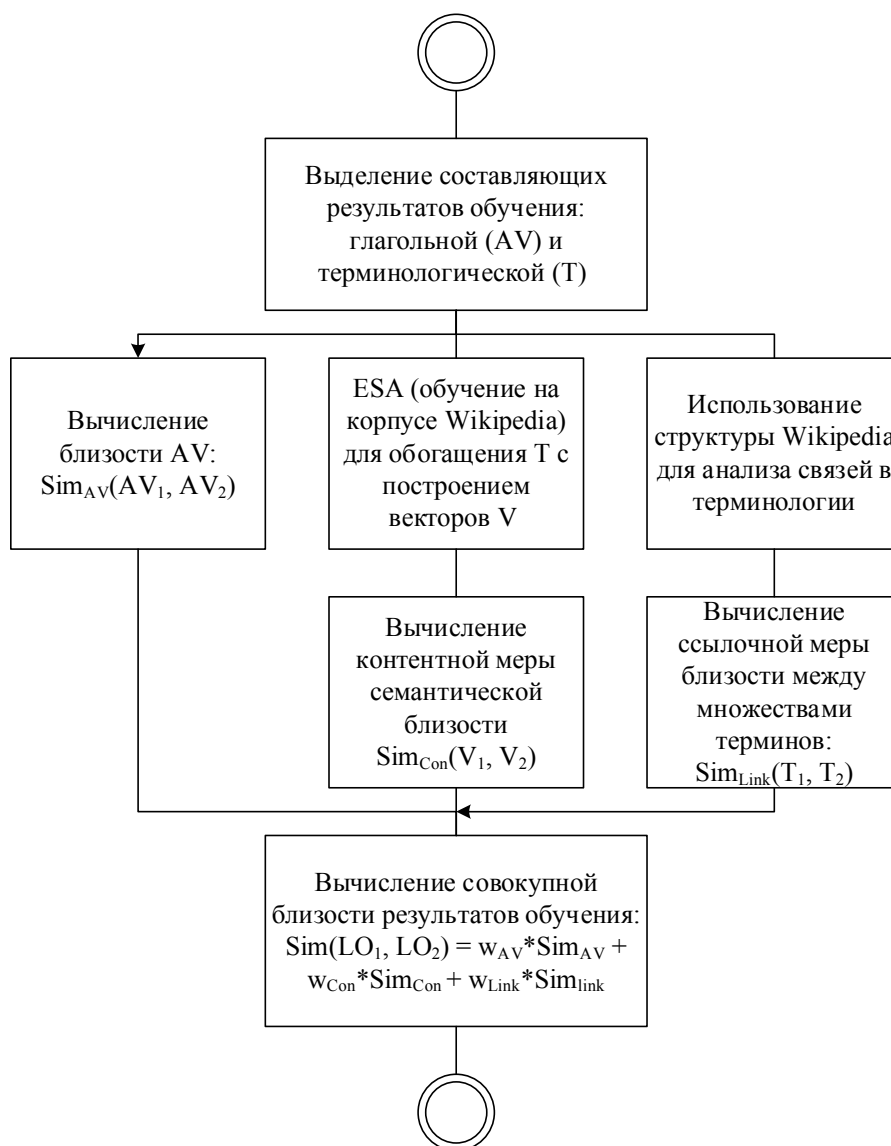 Выделение составляющих
результатов обучения:
глагольной (AV) и
терминологической (T)
Вычисление
близости AV:
Sim_AV(AV_1, AV_2)
ESA (обучение на
корпусе Wikipedia)
для обогащения T с
построением
векторов V
Использование
структуры Wikipedia
для анализа связей в
терминологии
Вычисление
контентной меры
семантической
близости
Sim_Con(V_1, V_2)
Вычисление
ссылочной меры
близости между
множествами
терминов:
Sim_Link(T_1, T_2)
Вычисление совокупной
близости результатов обучения:
Sim(LO_1, LO_2) = w_AV*Sim_AV +
w_Con*Sim_Con + w_Link*Sim_link